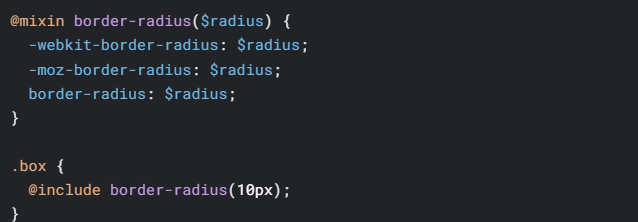 @mixin border-radius($radius) {
  -webkit-border-radius: $radius;
  -moz-border-radius: $radius;
  border-radius: $radius;
}

.box {
  @include border-radius(10px);
}